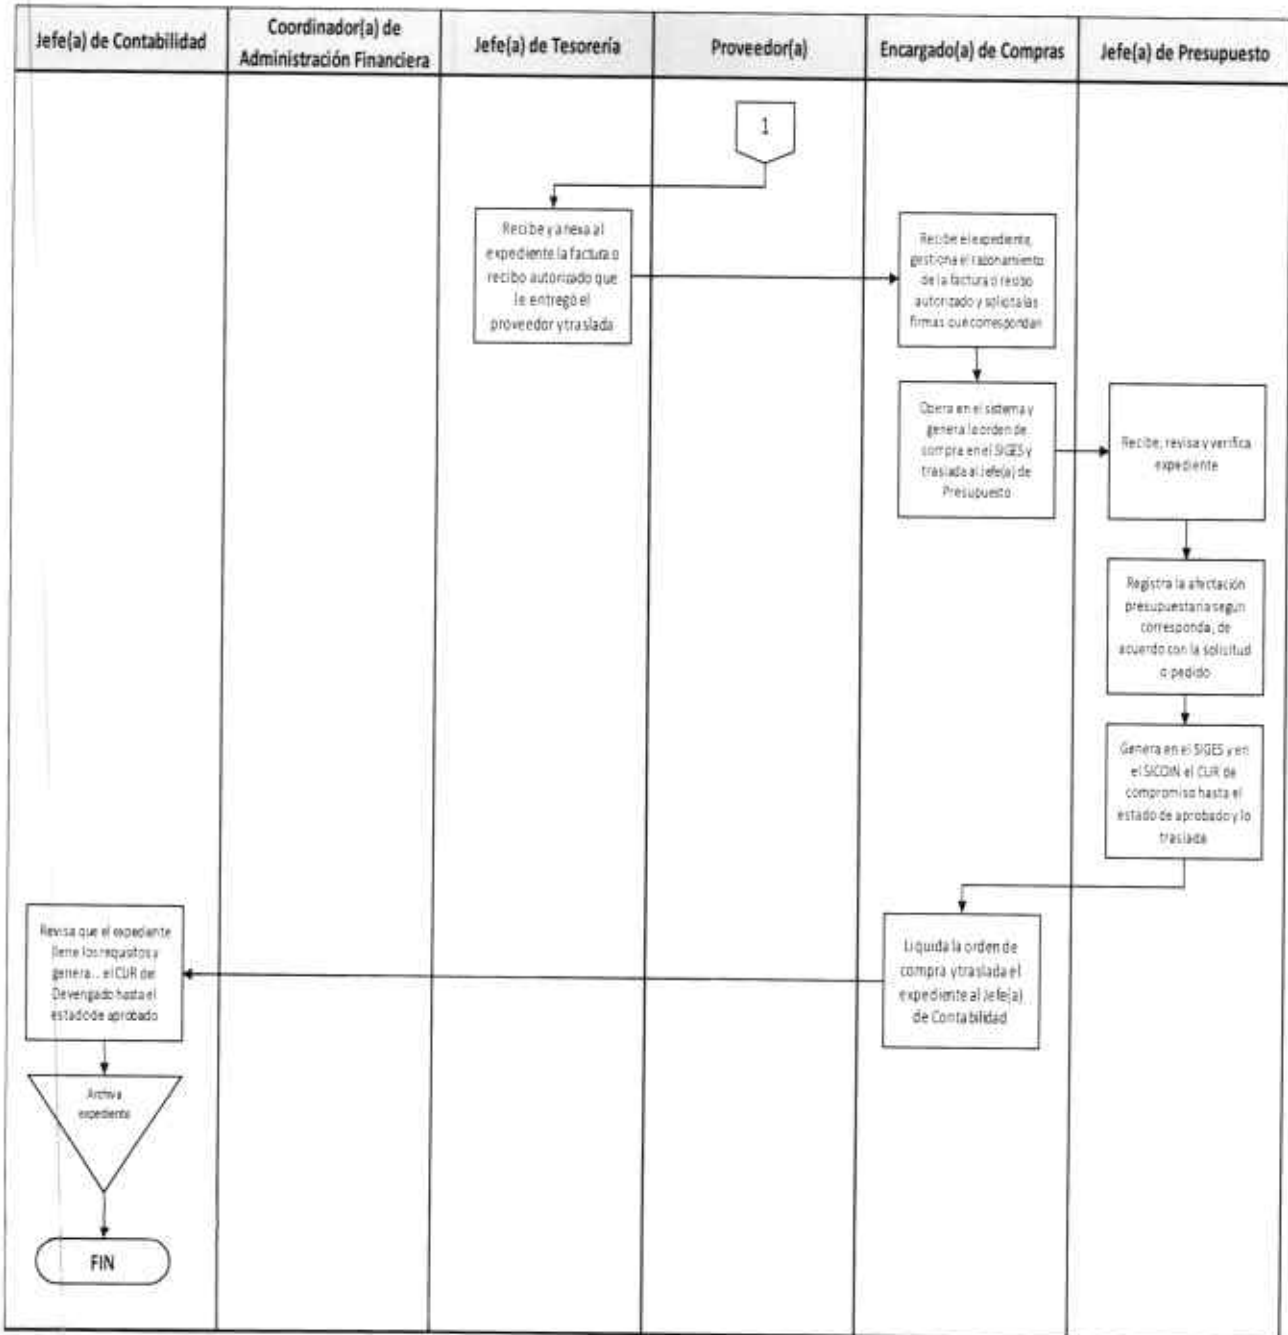 Jefe(a) de Contabilidad
Coordinador(a) de
Administración Financiera
Jefe(a) de Tesorería
Proveedor(a)
Encargado(a) de Compras
Jefe(a) de Presupuesto
1
Recibe y anexa al
expediente la factura o
recibo autorizado que
le entregó el
proveedor y traslada
Recibe el expediente,
gestiona el razonamiento
de la factura o recibo
autorizado y solicita las
firmas que correspondan
Opera en el sistema y
genera la orden de
compra en el SIGES y
traslada al Jefe(a) de
Presupuesto
Recibe, revisa y verifica
expediente
Registra la afectación
presupuestaria según
corresponda, de
acuerdo con la solicitud
o pedido
Genera en el SIGES y en
el SICOIN el CUR de
compromiso hasta el
estado de aprobado y lo
traslada
Liquida la orden de
compra y traslada el
expediente al Jefe(a)
de Contabilidad
Revisa que el expediente
llene los requisitos y
genera... el CUR del
Devengado hasta el
estado de aprobado
Archiva
expediente
FIN